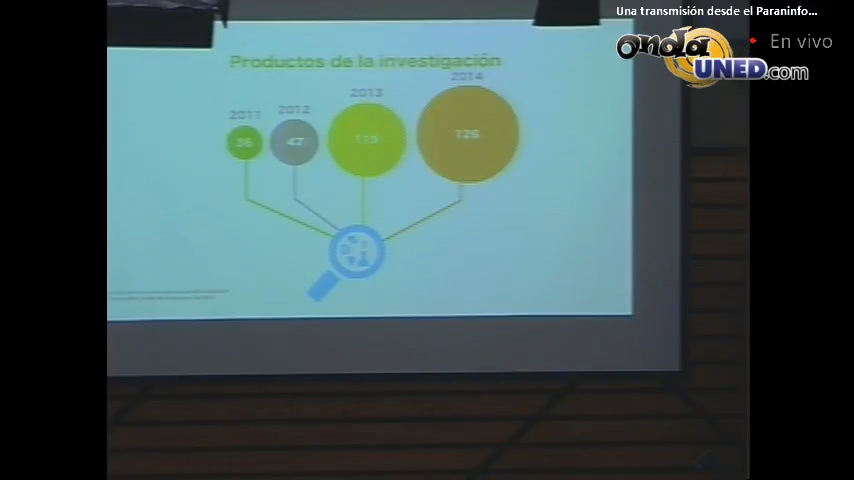 Una transmisión desde el Paraninfo...
onda
UNED.com
En vivo
Productos de la investigación
2011
2012
2013
2014
47
126